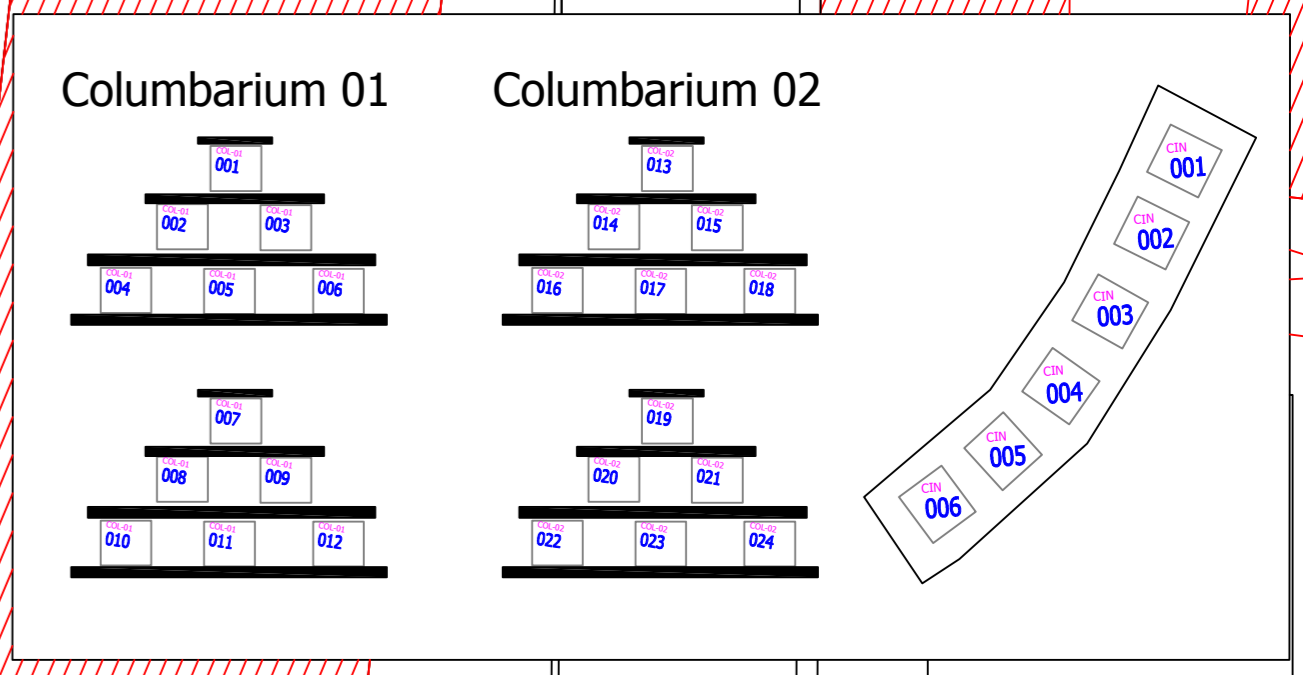 Columbarium 01
COL-01
001
COL-01
002
COL-01
003
COL-01
004
COL-01
005
COL-01
006
COL-01
007
COL-01
008
COL-01
009
COL-01
010
COL-01
011
COL-01
012
Columbarium 02
COL-02
013
COL-02
014
COL-02
015
COL-02
016
COL-02
017
COL-02
018
COL-02
019
COL-02
020
COL-02
021
COL-02
022
COL-02
023
COL-02
024
CIN
001
CIN
002
CIN
003
CIN
004
CIN
005
CIN
006